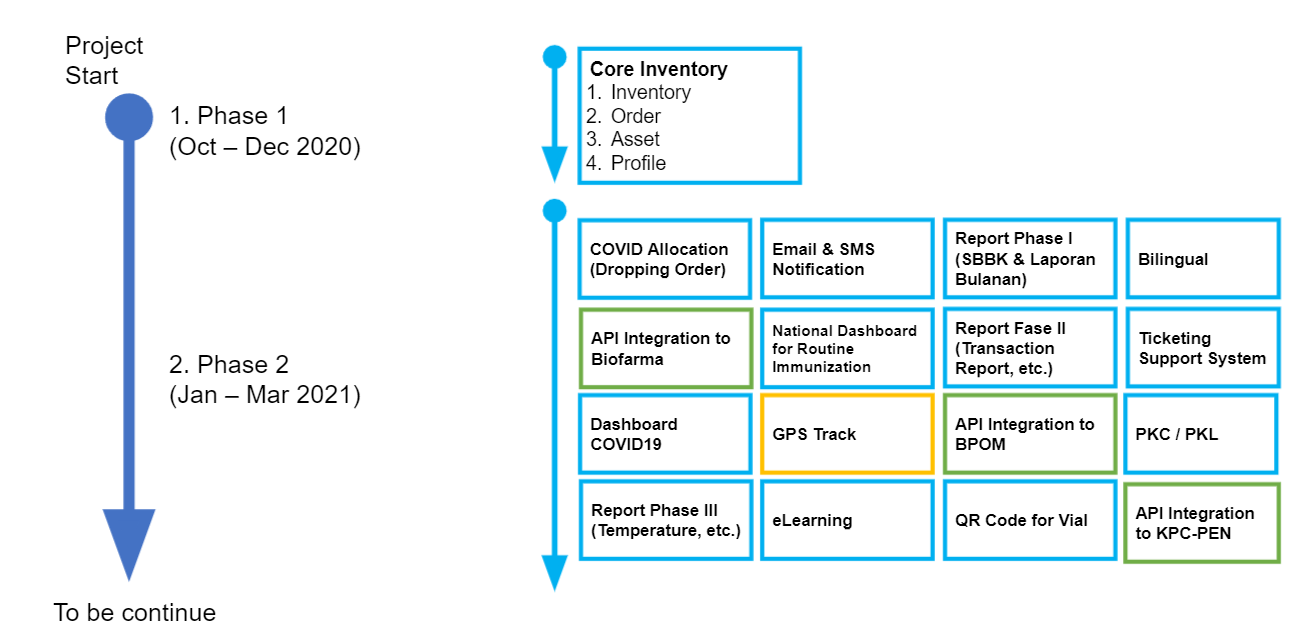 Project
Start
1. Phase 1
(Oct – Dec 2020)
Core Inventory
1. Inventory
2. Order
3. Asset
4. Profile
2. Phase 2
(Jan – Mar 2021)
COVID Allocation
(Dropping Order)
Email & SMS
Notification
Report Phase I
(SBBK & Laporan
Bulanan)
Bilingual
API Integration to
Biofarma
National Dashboard
for Routine
Immunization
Report Fase II
(Transaction
Report, etc.)
Ticketing
Support System
Dashboard
COVID19
GPS Track
API Integration to
BPOM
PKC / PKL
Report Phase III
(Temperature, etc.)
eLearning
QR Code for Vial
API Integration
to KPC-PEN
To be continue